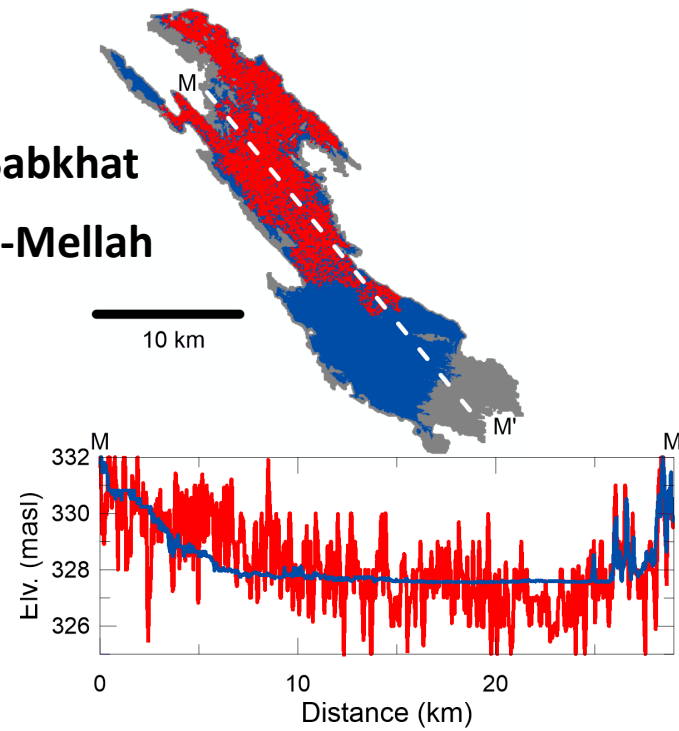 M
Sabkhat
-Mellah
10 km
M'
M
M
332
330
328
326
Elv. (masl)
0
10
20
Distance (km)